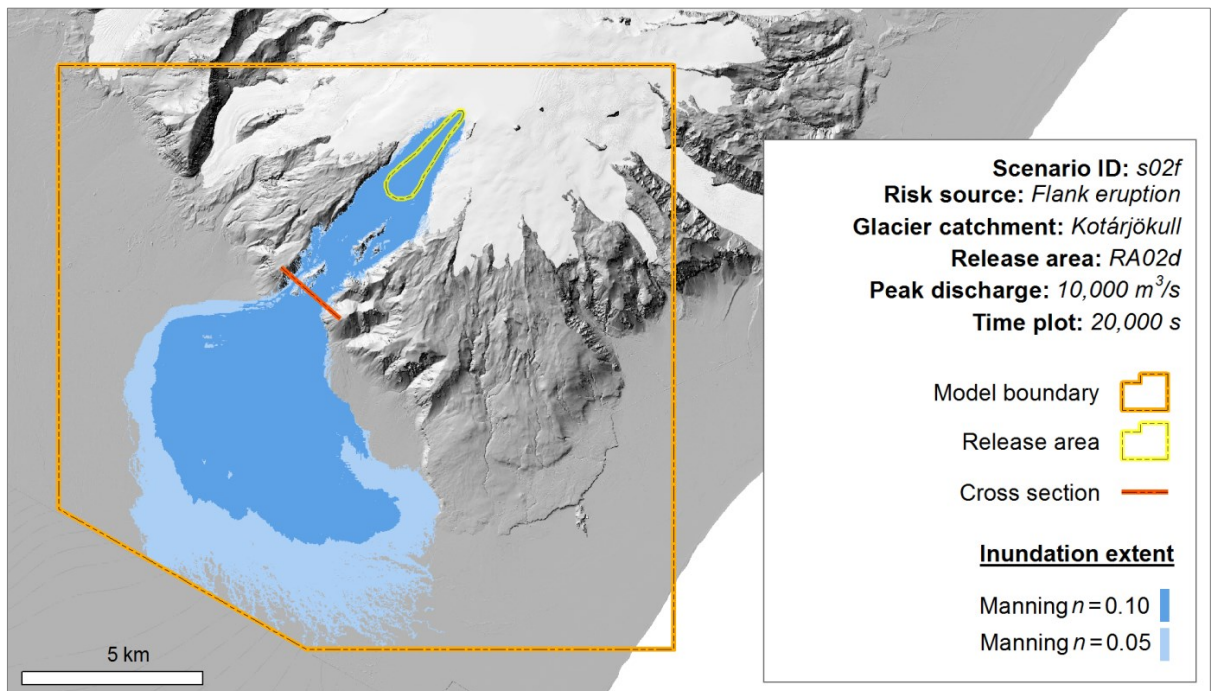 Scenario ID: s02f
Risk source: Flank eruption
Glacier catchment: Kotárjökull
Release area: RA02d
Peak discharge: 10,000 m³/s
Time plot: 20,000 s
Model boundary
Release area
Cross section
Inundation extent
Manning n = 0.10
Manning n = 0.05
5 km